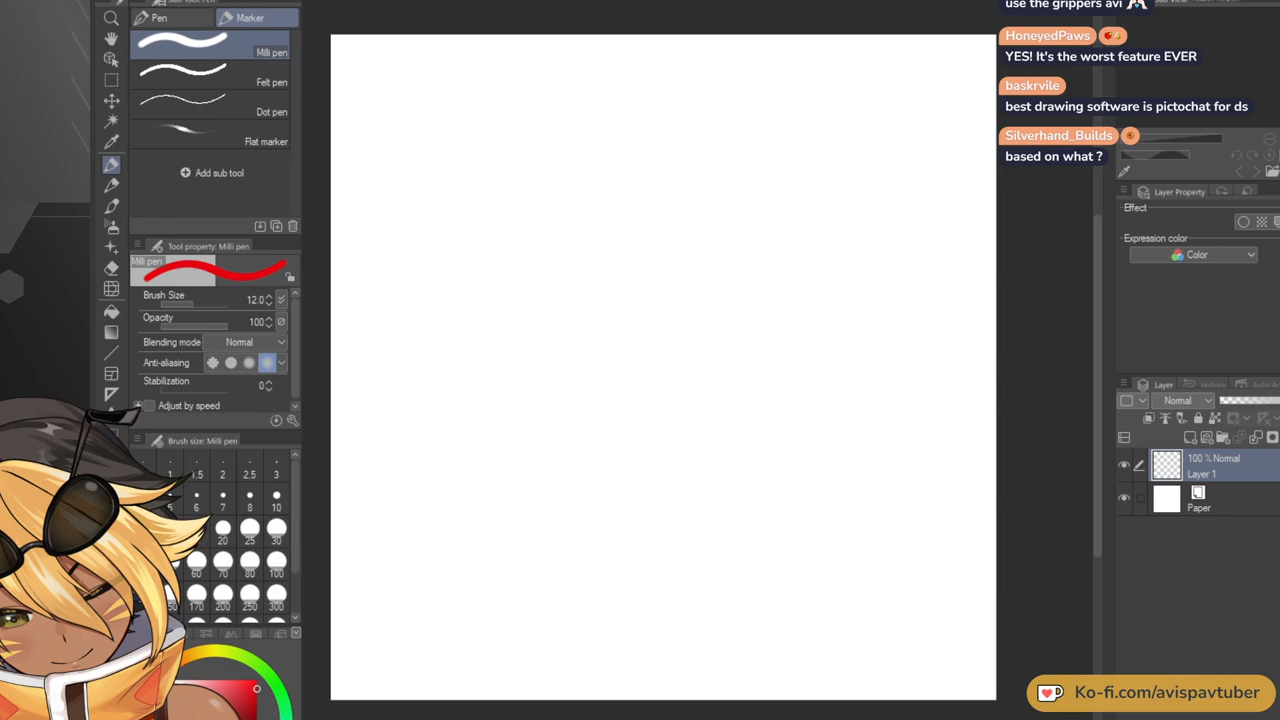 Pen
Marker
Milli pen
Felt pen
Dot pen
Flat marker
Add sub tool
Tool property: Milli pen
Milli pen
Brush Size 12.0
Opacity 100
Blending mode Normal
Anti-aliasing
Stabilization 0
Adjust by speed
Brush size: Milli pen
1 1.5 2 2.5 3
6 7 8 10
20 25 30
60 70 80 100
170 200 250 300
use the grippers avi
HoneyedPaws
YES! It's the worst feature EVER
baskrvile
best drawing software is pictochat for ds
Silverhand_Builds
based on what ?
Layer Property
Effect
Expression color
Color
Layer
Normal
100 % Normal
Layer 1
Paper
Ko-fi.com/avispavtuber